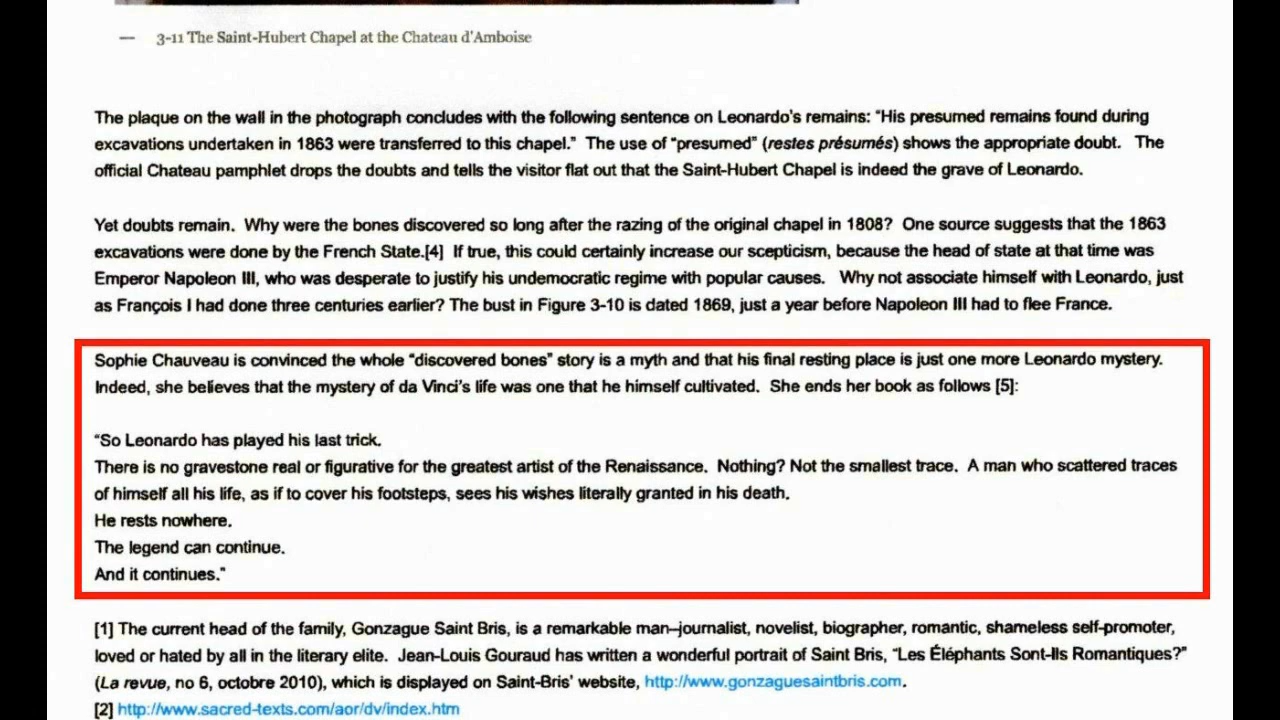 — 3-11 The Saint-Hubert Chapel at the Chateau d'Amboise
The plaque on the wall in the photograph concludes with the following sentence on Leonardo's remains: “His presumed remains found during
excavations undertaken in 1863 were transferred to this chapel.” The use of “presumed” (restes présumés) shows the appropriate doubt. The
official Chateau pamphlet drops the doubts and tells the visitor flat out that the Saint-Hubert Chapel is indeed the grave of Leonardo.
Yet doubts remain. Why were the bones discovered so long after the razing of the original chapel in 1808? One source suggests that the 1863
excavations were done by the French State.[4] If true, this could certainly increase our scepticism, because the head of state at that time was
Emperor Napoleon III, who was desperate to justify his undemocratic regime with popular causes. Why not associate himself with Leonardo, just
as François I had done three centuries earlier? The bust in Figure 3-10 is dated 1869, just a year before Napoleon III had to flee France.
Sophie Chauveau is convinced the whole “discovered bones” story is a myth and that his final resting place is just one more Leonardo mystery.
Indeed, she believes that the mystery of da Vinci's life was one that he himself cultivated. She ends her book as follows [5]:
“So Leonardo has played his last trick.
There is no gravestone real or figurative for the greatest artist of the Renaissance. Nothing? Not the smallest trace. A man who scattered traces
of himself all his life, as if to cover his footsteps, sees his wishes literally granted in his death.
He rests nowhere.
The legend can continue.
And it continues.”
[1] The current head of the family, Gonzague Saint Bris, is a remarkable man–journalist, novelist, biographer, romantic, shameless self-promoter,
loved or hated by all in the literary elite. Jean-Louis Gouraud has written a wonderful portrait of Saint Bris, “Les Éléphants Sont-Ils Romantiques?”
(La revue, no 6, octobre 2010), which is displayed on Saint-Bris' website, http://www.gonzaguesaintbris.com.
[2] http://www.sacred-texts.com/aor/dv/index.htm